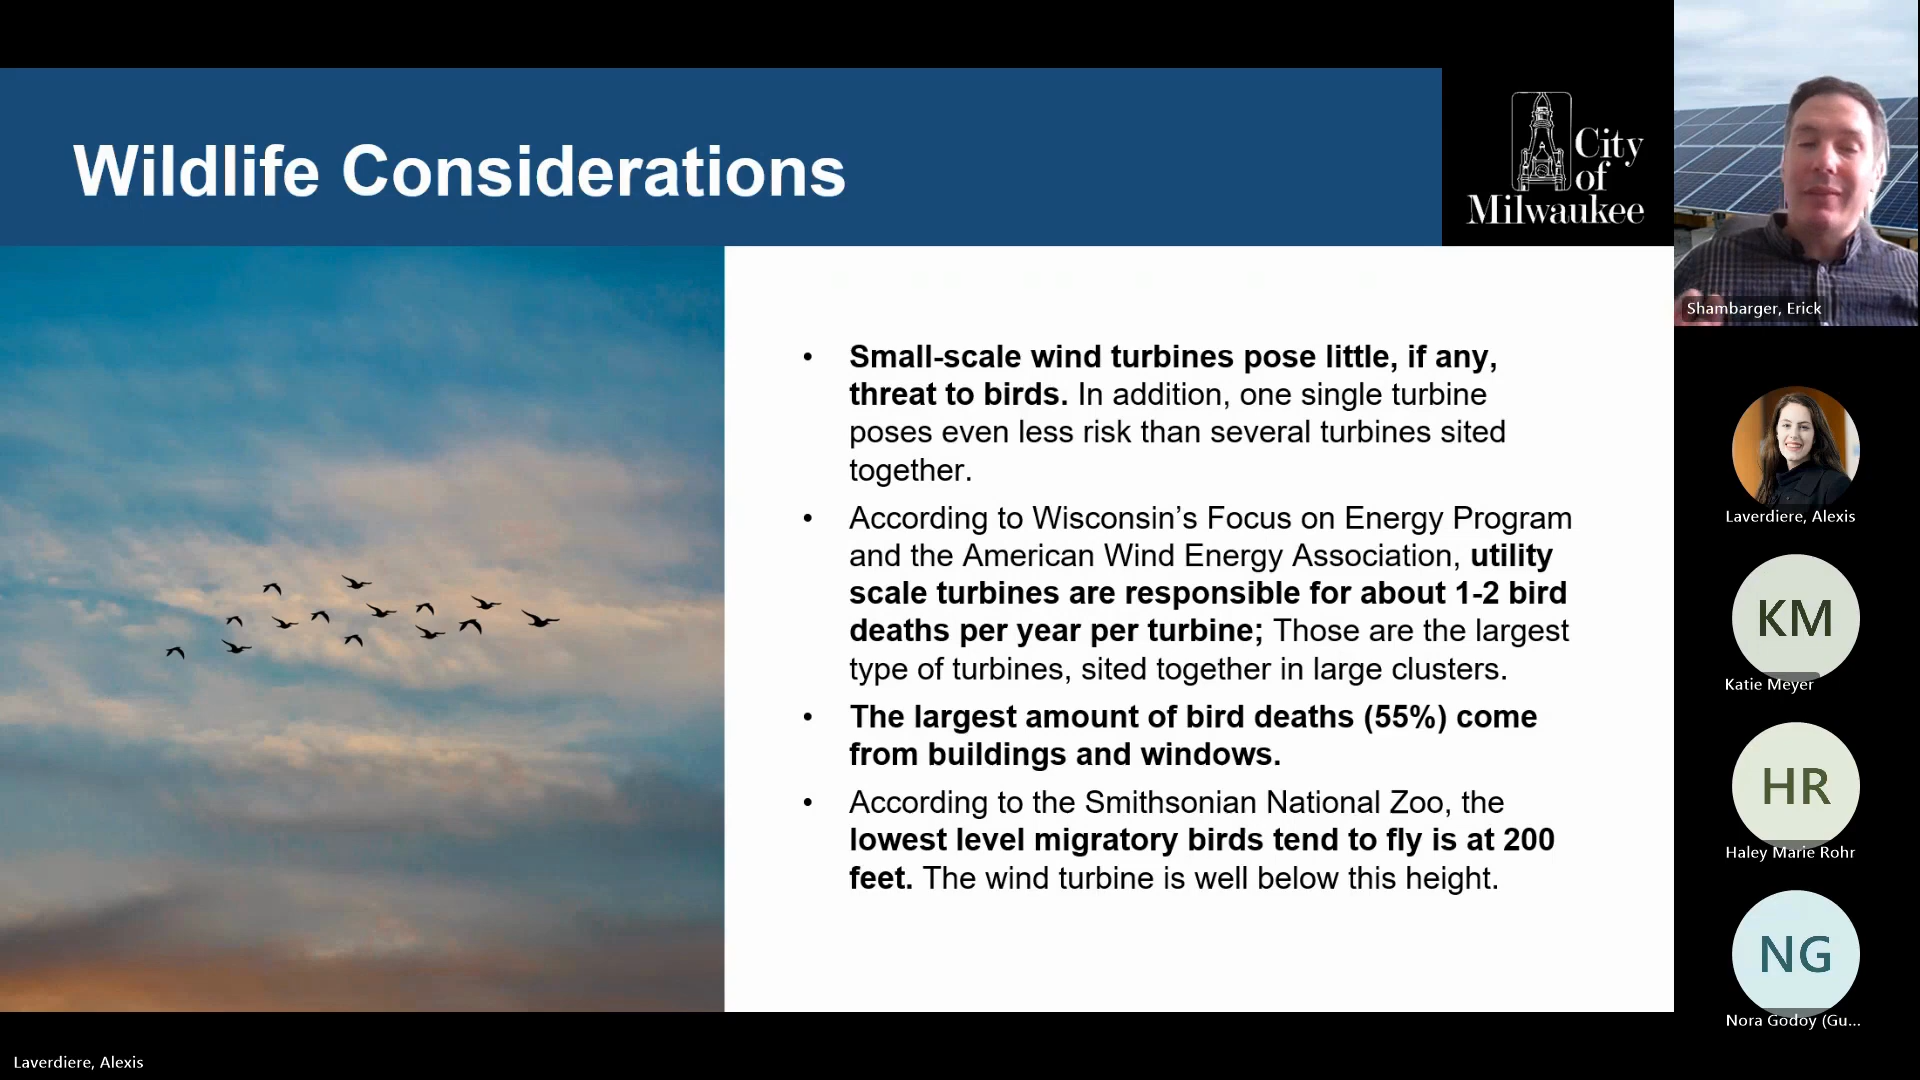 Wildlife Considerations
City
of
Milwaukee
• Small-scale wind turbines pose little, if any,
threat to birds. In addition, one single turbine
poses even less risk than several turbines sited
together.
• According to Wisconsin’s Focus on Energy Program
and the American Wind Energy Association, utility
scale turbines are responsible for about 1-2 bird
deaths per year per turbine; Those are the largest
type of turbines, sited together in large clusters.
• The largest amount of bird deaths (55%) come
from buildings and windows.
• According to the Smithsonian National Zoo, the
lowest level migratory birds tend to fly is at 200
feet. The wind turbine is well below this height.
Shambarger, Erick
Laverdiere, Alexis
KM
Katie Meyer
HR
Haley Marie Rohr
NG
Nora Godoy (Gu...
Laverdiere, Alexis